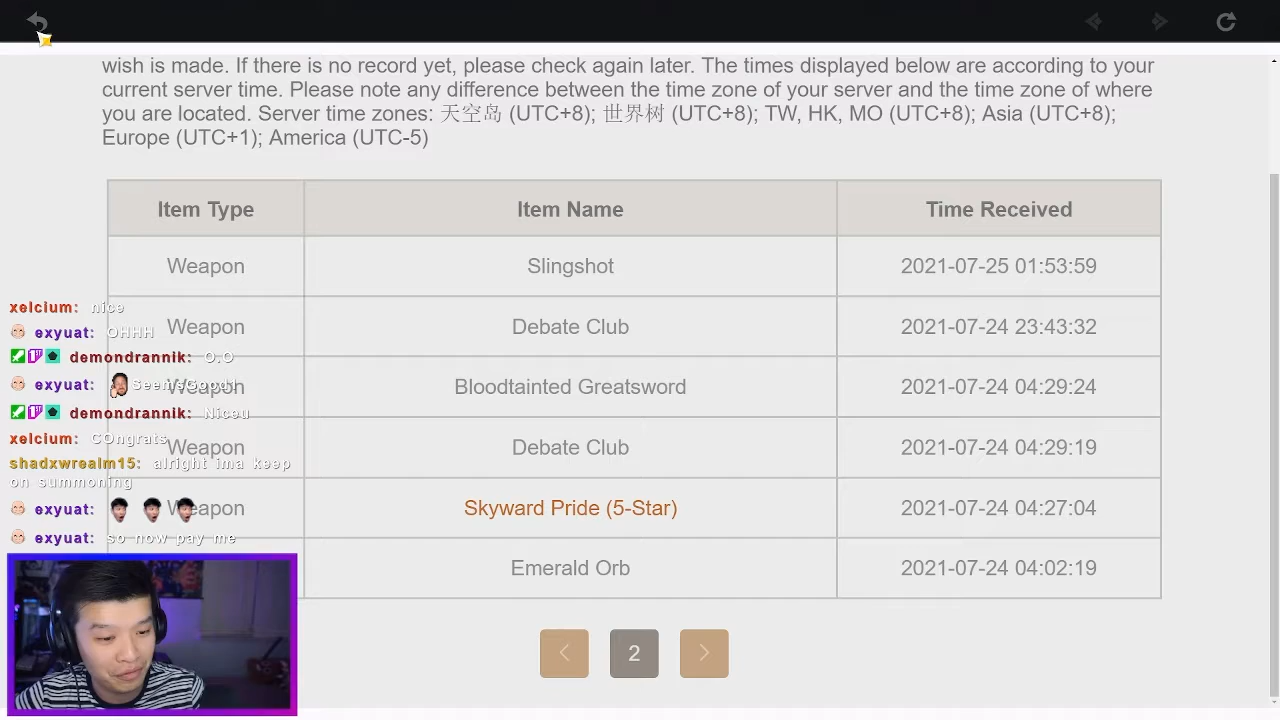 wish is made. If there is no record yet, please check again later. The times displayed below are according to your
current server time. Please note any difference between the time zone of your server and the time zone of where
you are located. Server time zones: 天空岛 (UTC+8); 世界树 (UTC+8); TW, HK, MO (UTC+8); Asia (UTC+8);
Europe (UTC+1); America (UTC-5)
Item Type Item Name Time Received
Weapon Slingshot 2021-07-25 01:53:59
Weapon Debate Club 2021-07-24 23:43:32
Bloodtainted Greatsword 2021-07-24 04:29:24
Weapon Debate Club 2021-07-24 04:29:19
Weapon Skyward Pride (5-Star) 2021-07-24 04:27:04
Emerald Orb 2021-07-24 04:02:19
2
xelcium: nice
exyuat: OHHH
demondrannik: O.O
exyuat:
demondrannik: Niceu
xelcium: COngrats
shadxwrealm15: alright ima keep
on summoning
exyuat:
exyuat: so now pay me